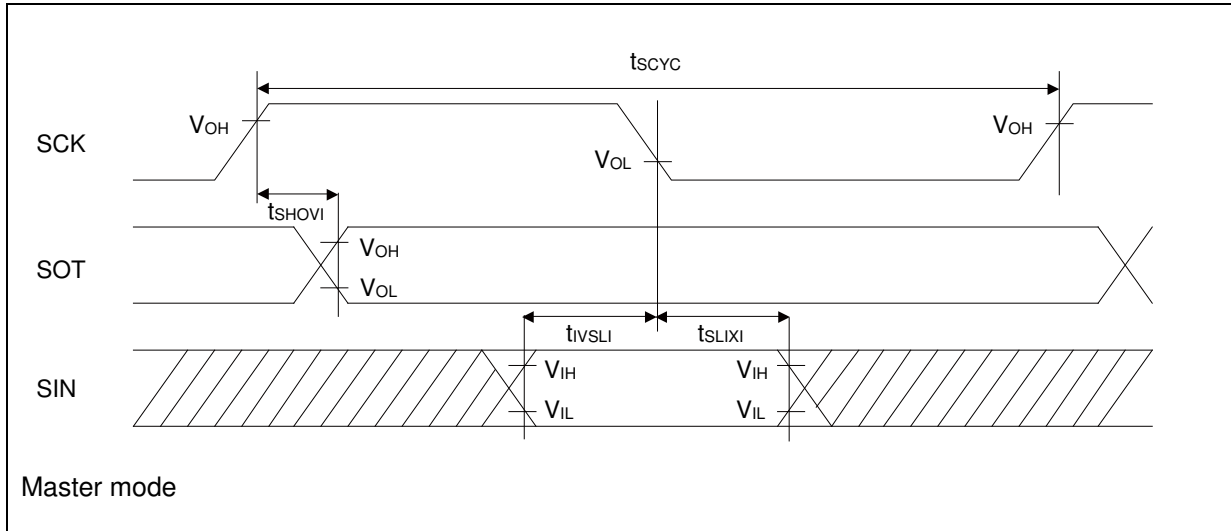 tSCYC
SCK
VOH
VOL
VOH
tSHOVI
SOT
VOH
VOL
tIVSLI
tSLIXI
SIN
VIH
VIL
VIH
VIL
Master mode